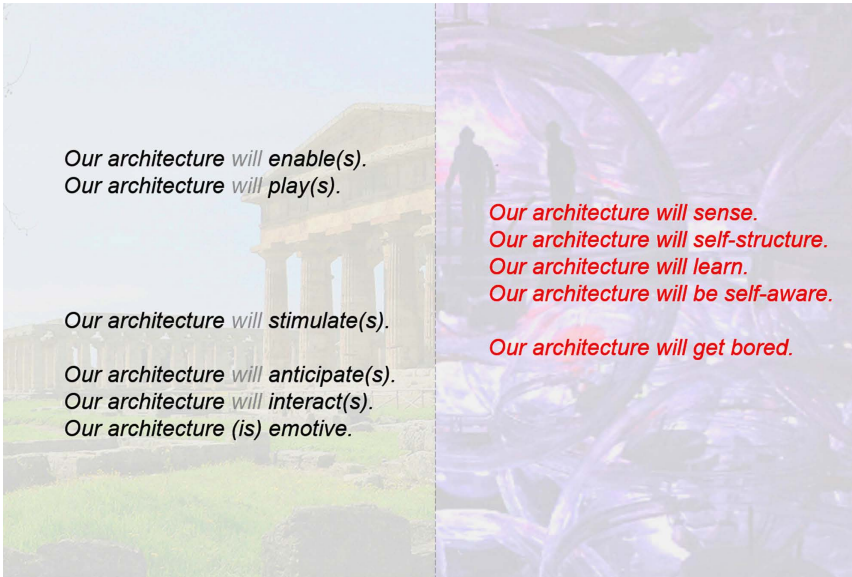 Our architecture will enable(s).
Our architecture will play(s).
Our architecture will sense.
Our architecture will self-structure.
Our architecture will learn.
Our architecture will be self-aware.
Our architecture will stimulate(s).
Our architecture will get bored.
Our architecture will anticipate(s).
Our architecture will interact(s).
Our architecture (is) emotive.